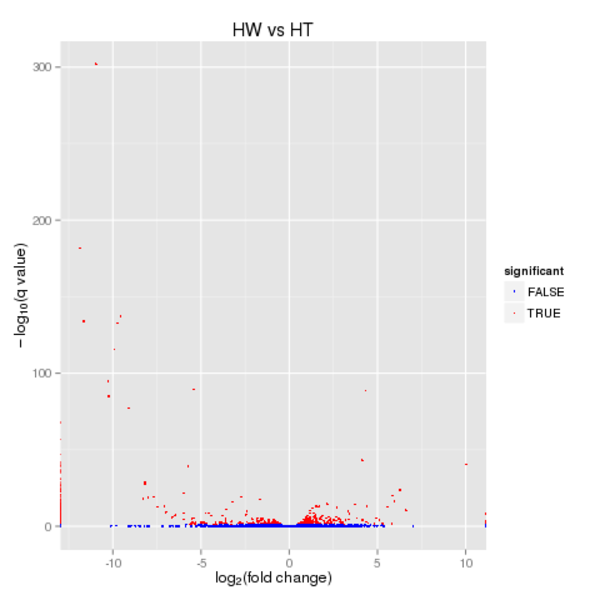 HW vs HT
300
200
100
0
−log10(q value)
-10
-5
0
5
10
log2(fold change)
significant
FALSE
TRUE